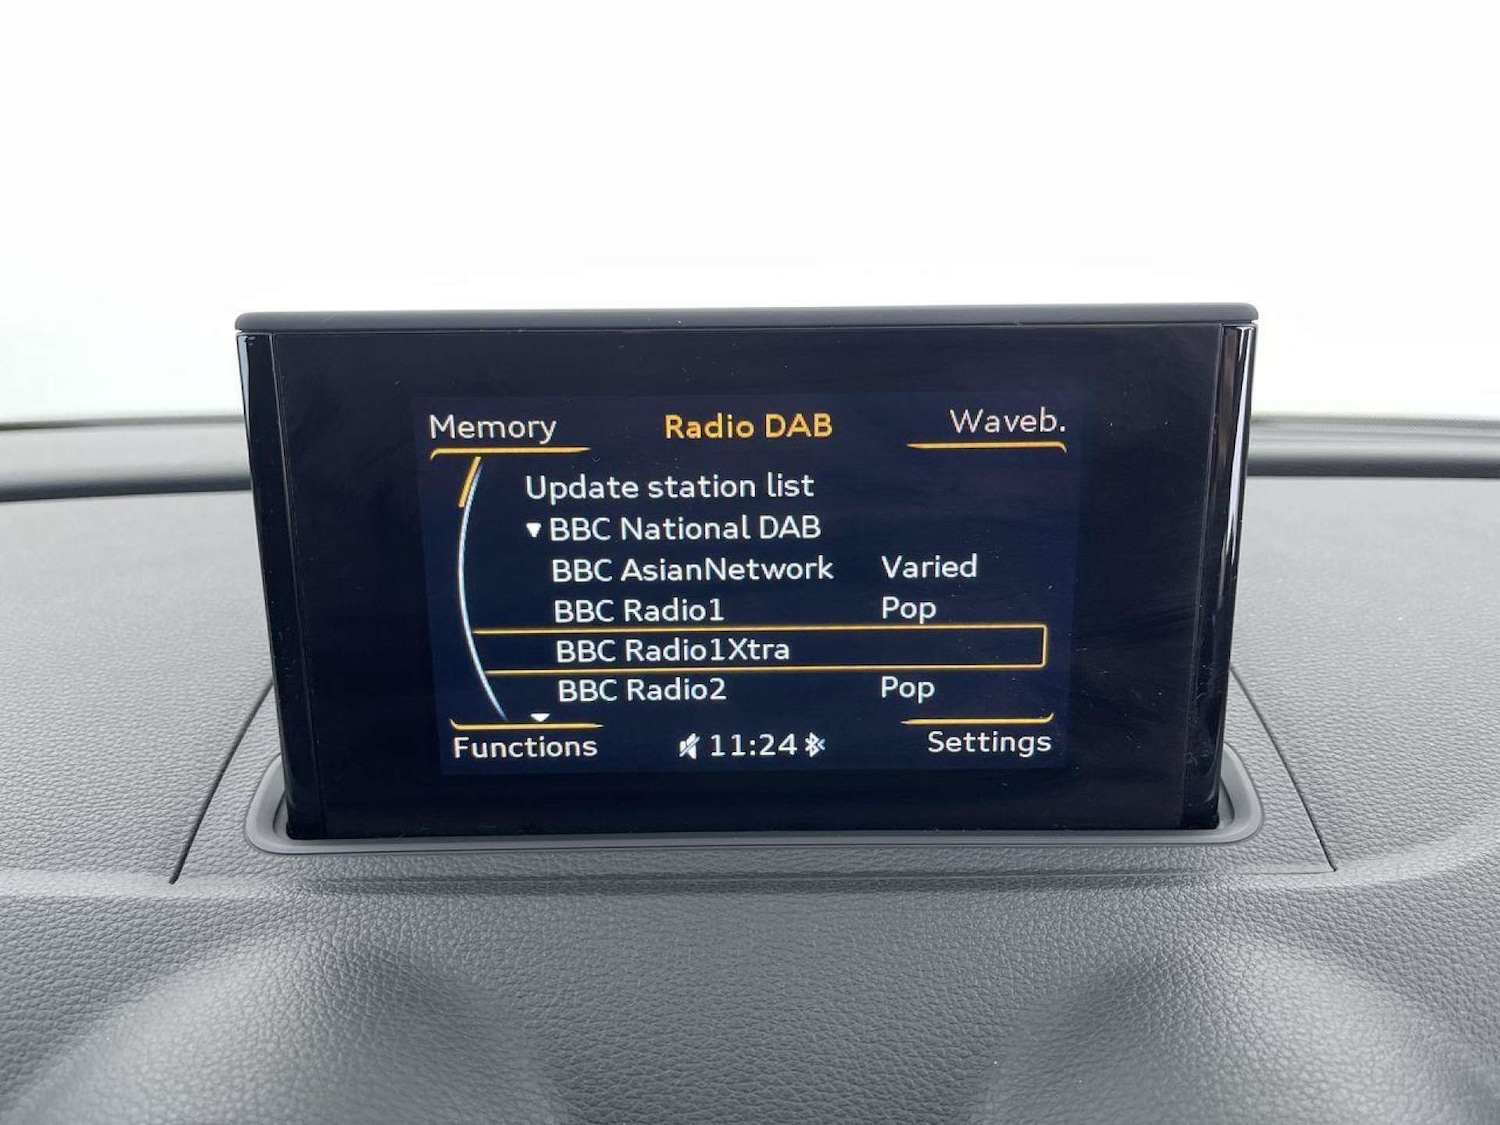 Memory Radio DAB Waveb.
Update station list
▼ BBC National DAB
BBC AsianNetwork Varied
BBC Radio1 Pop
BBC Radio1Xtra
BBC Radio2 Pop
Functions 11:24 Settings